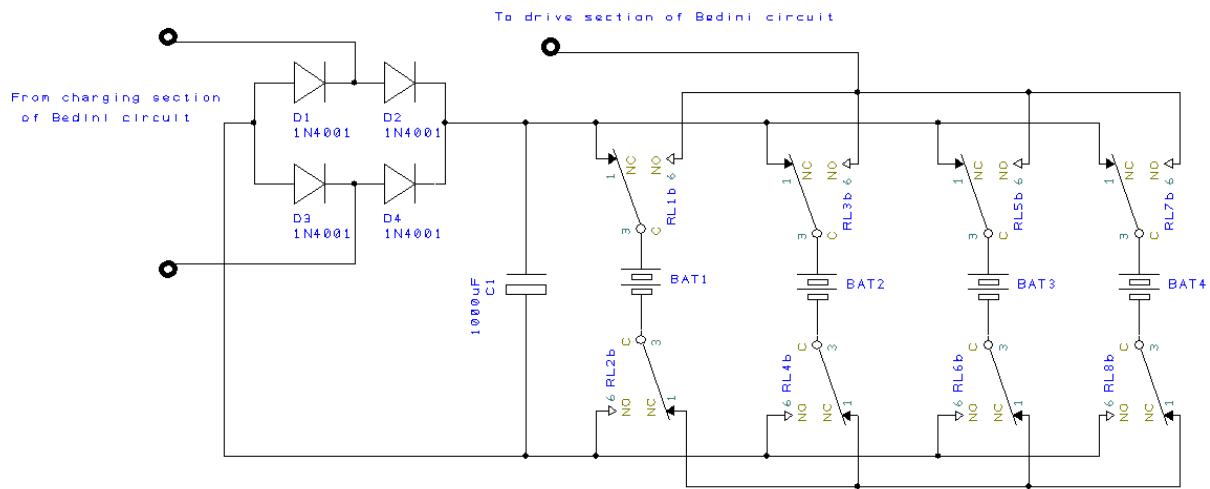 To drive section of Bedini circuit
From charging section
of Bedini circuit
D1
1N4001
D2
1N4001
D3
1N4001
D4
1N4001
1000uF
C1
1
NC
NO
6
RL1b
3
C
BAT1
C
3
RL2b
6
NO
NC
1
1
NC
NO
6
RL3b
3
C
BAT2
C
3
RL4b
6
NO
NC
1
1
NC
NO
6
RL5b
3
C
BAT3
C
3
RL6b
6
NO
NC
1
1
NC
NO
6
RL7b
3
C
BAT4
C
3
RL8b
6
NO
NC
1